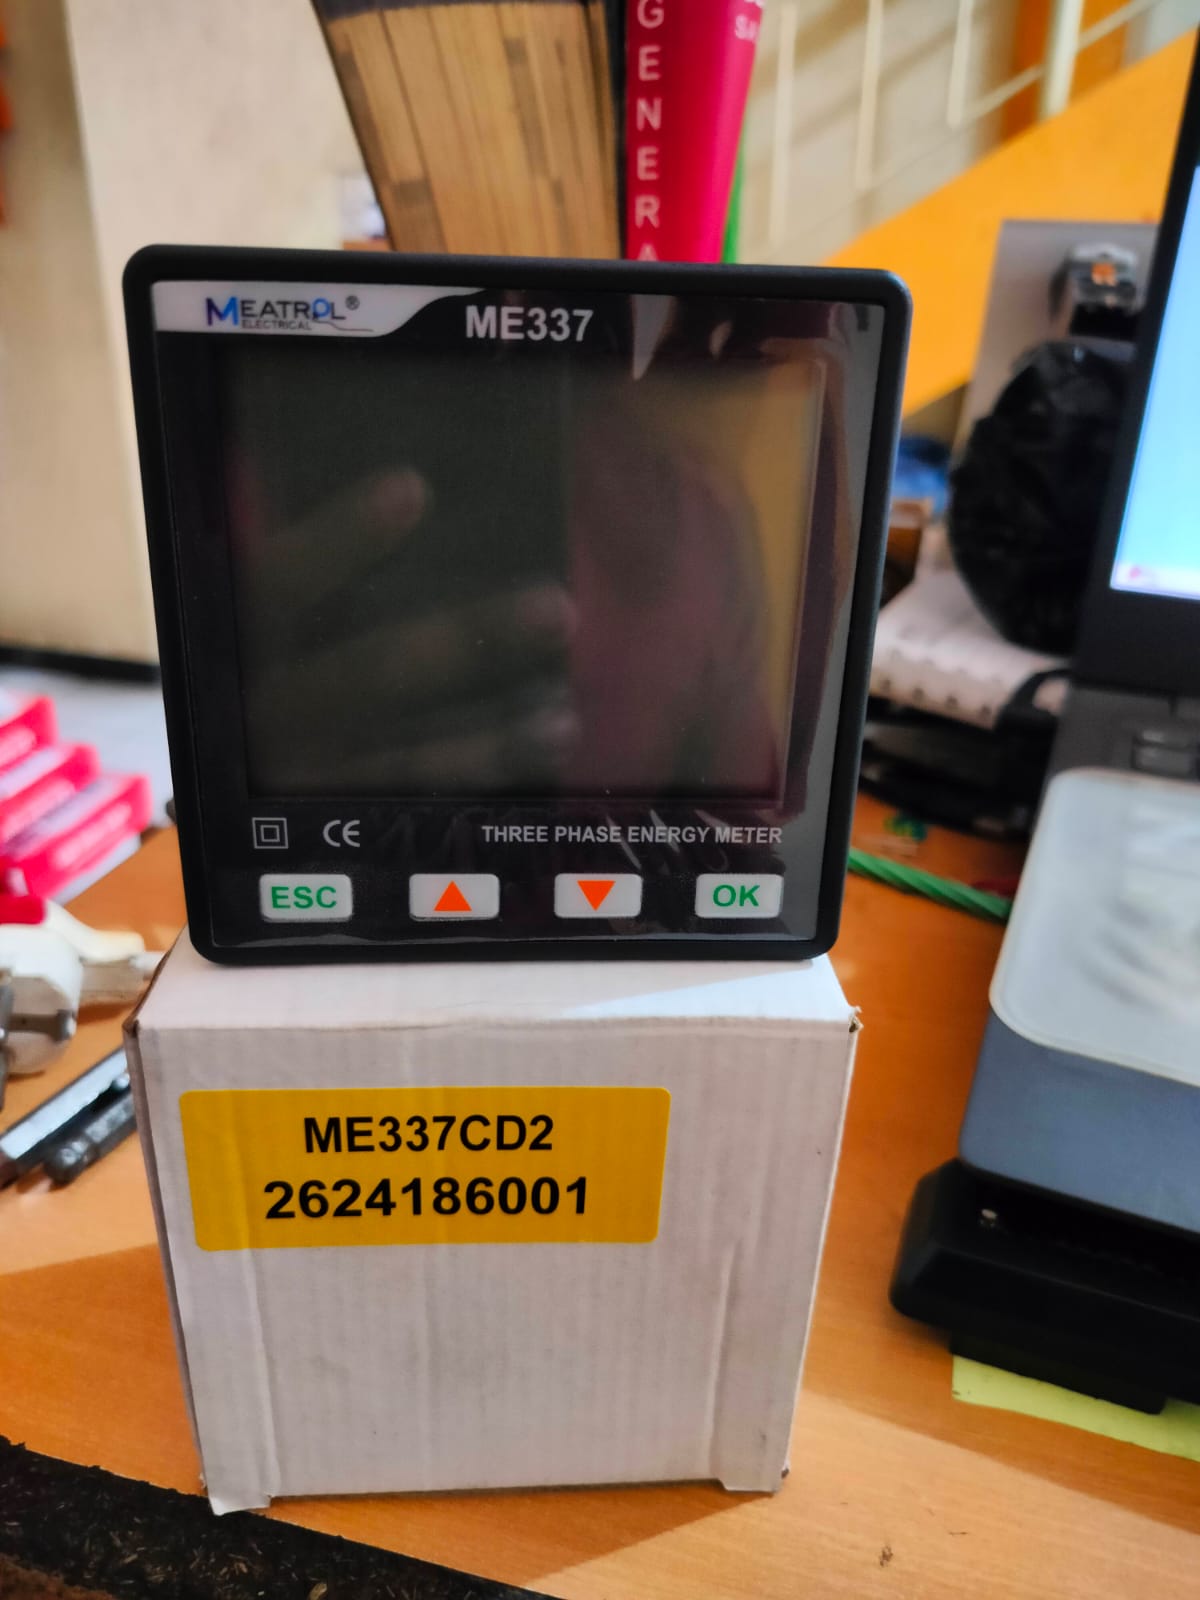 GENERA
MEATROL®
ELECTRICAL
ME337
CE
THREE PHASE ENERGY METER
ESC
OK
ME337CD2
2624186001